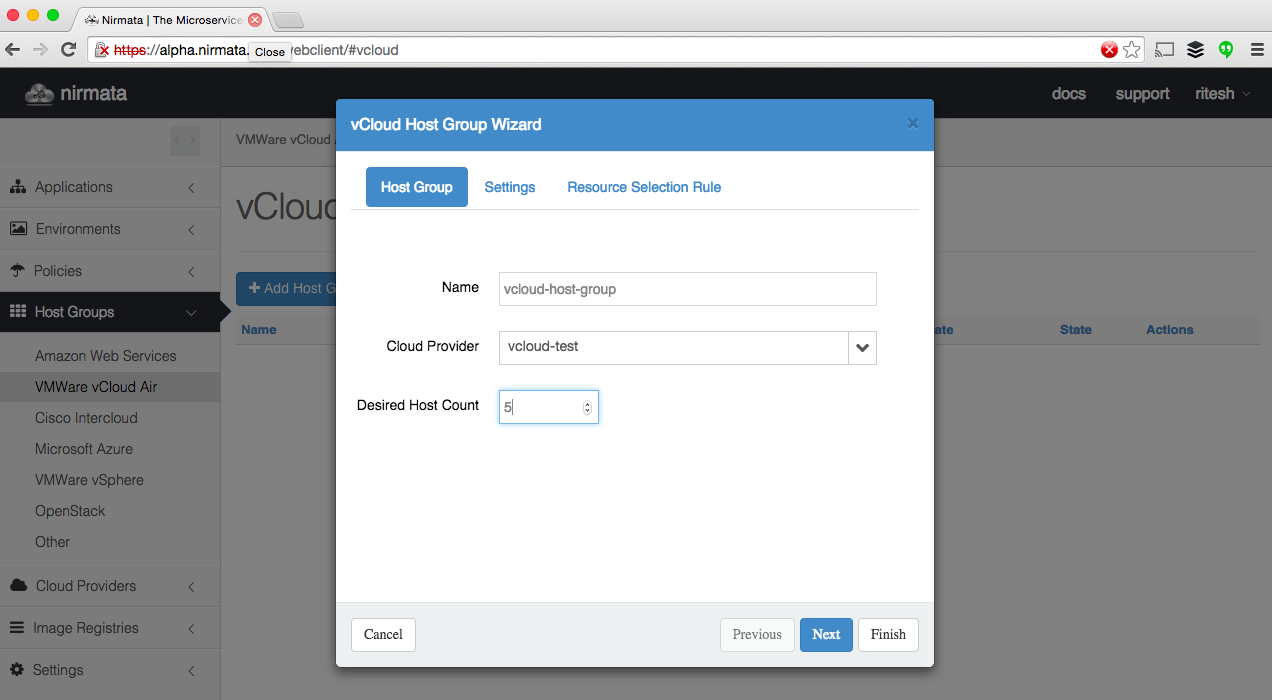 Nirmata | The Microservice
https://alpha.nirmata. Close ebclient/#vcloud
nirmata
docs support ritesh
VMWare vCloud
vCloud Host Group Wizard
Host Group Settings Resource Selection Rule
Applications
Environments
Policies
Host Groups
Amazon Web Services
VMWare vCloud Air
Cisco Intercloud
Microsoft Azure
VMWare vSphere
OpenStack
Other
Cloud Providers
Image Registries
Settings
vCloud
+ Add Host G
Name ate State Actions
Name vcloud-host-group
Cloud Provider vcloud-test
Desired Host Count 5
Cancel Previous Next Finish